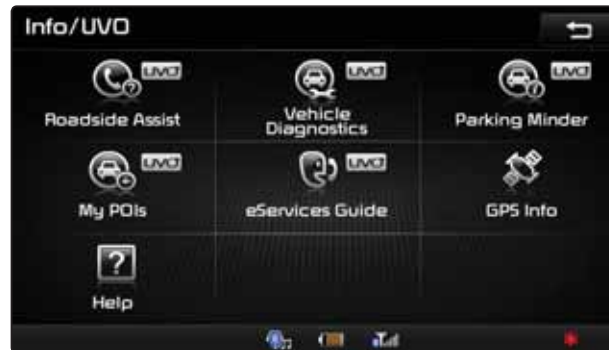 Info/UVO
UVO
UVO
UVO
Roadside Assist
Vehicle
Diagnostics
Parking Minder
UVO
UVO
My POIs
eServices Guide
GPS Info
?
Help